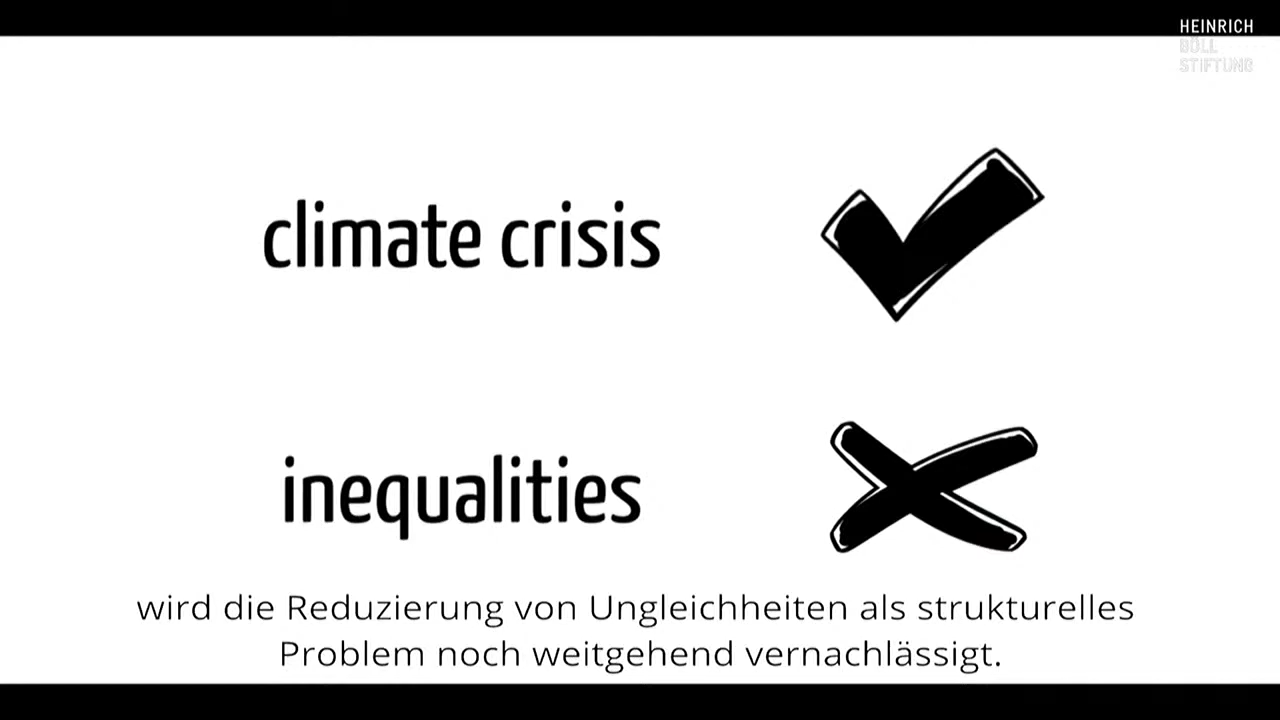 HEINRICH
BÖLL
STIFTUNG
climate crisis
inequalities
wird die Reduzierung von Ungleichheiten als strukturelles
Problem noch weitgehend vernachlässigt.